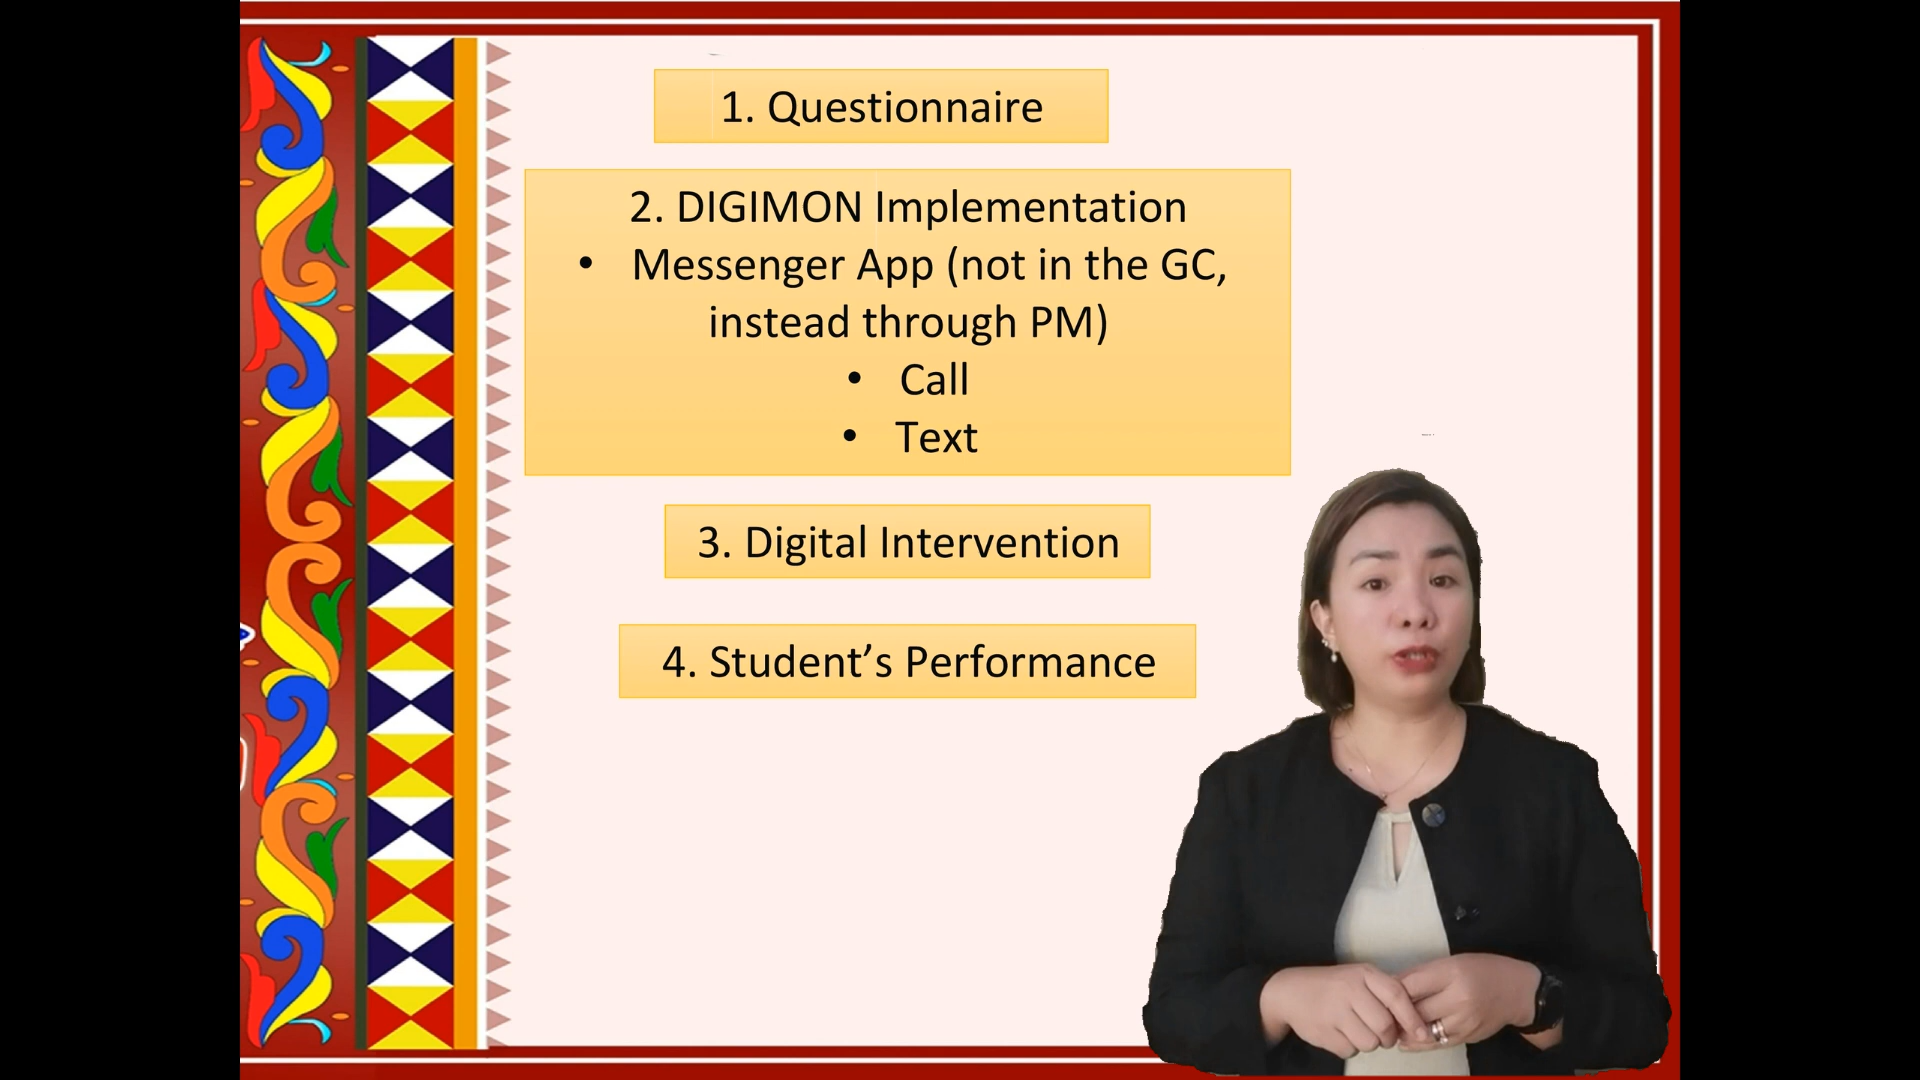 1. Questionnaire
2. DIGIMON Implementation
• Messenger App (not in the GC,
instead through PM)
• Call
• Text
3. Digital Intervention
4. Student’s Performance